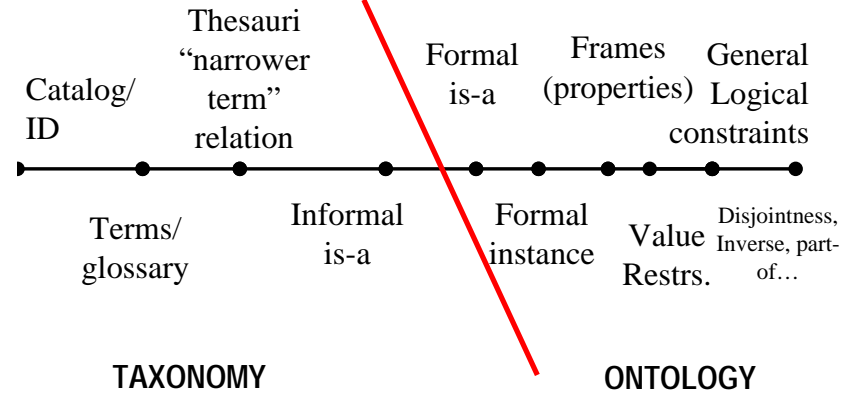 Catalog/
ID
Thesauri
“narrower
term”
relation
Formal
is-a
Frames
(properties)
General
Logical
constraints
Terms/
glossary
Informal
is-a
Formal
instance
Value
Restrs.
Disjointness,
Inverse, part-
of…
TAXONOMY
ONTOLOGY